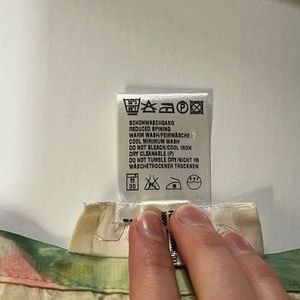 SCHONWASCHGANG
REDUCED SPINING
WARM WASH/FEINWÄSCHE
COOL MINIMUM WASH
DO NOT BLEACH/COOL IRON
DRY CLEANABLE (P)
DO NOT TUMBLE DRY/NICHT IM
WÄSCHETROCKNER TROCKNEN